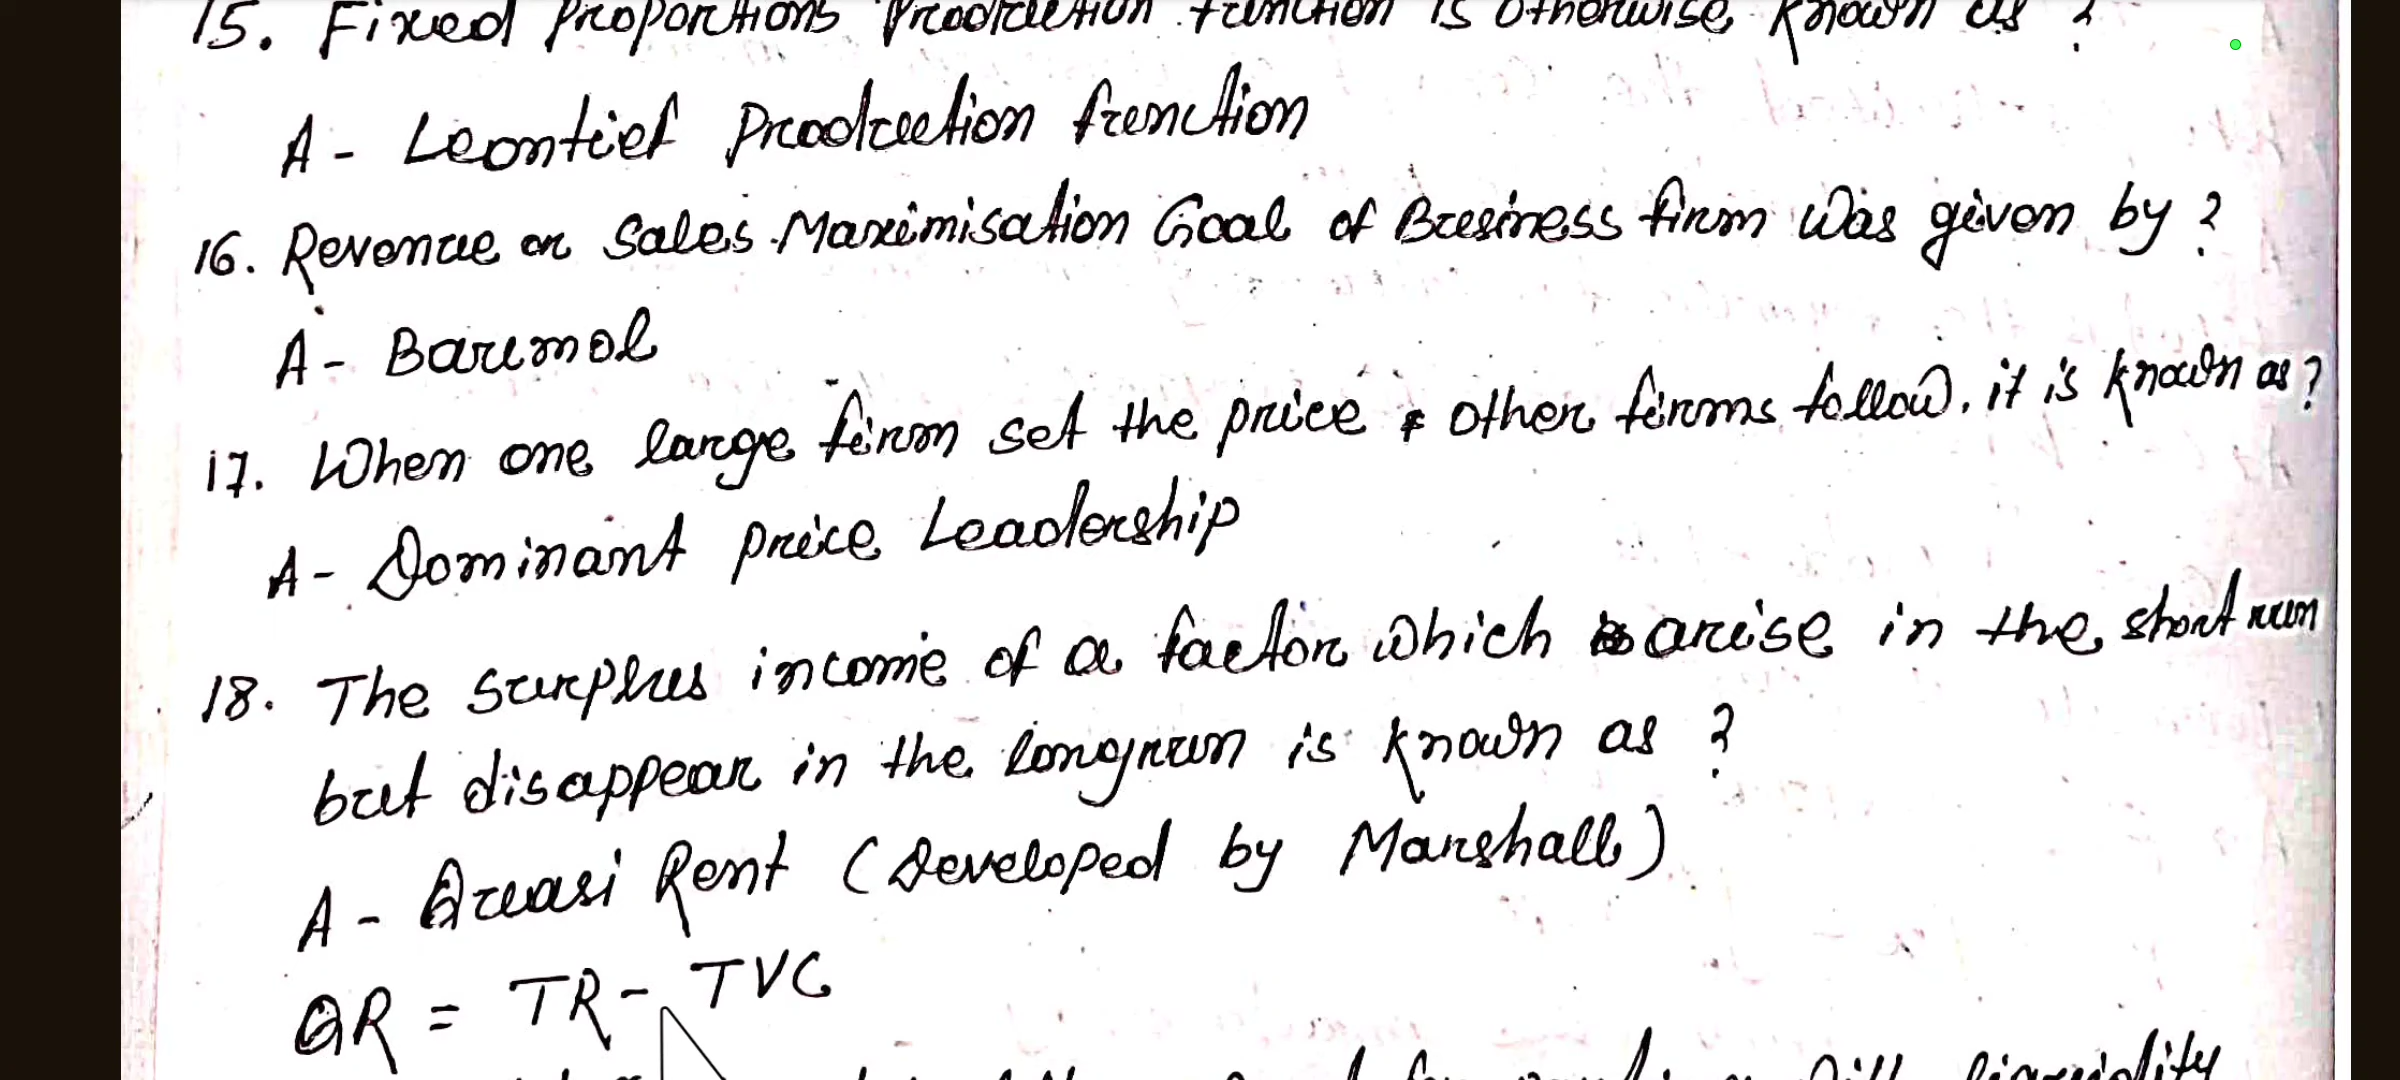 15. Fixed proportions Production function is otherwise known as ?
A - Leontief Production function
16. Revenue or Sales Maximisation Goal of Business firm was given by ?
A - Baumol
17. When one large firm set the price & other firms follow, it is known as ?
A - Dominant price Leadership
18. The surplus income of a factor which arise in the short run
but disappear in the longrun is known as ?
A - Quasi Rent (Developed by Marshall)
QR = TR - TVC
liquidity